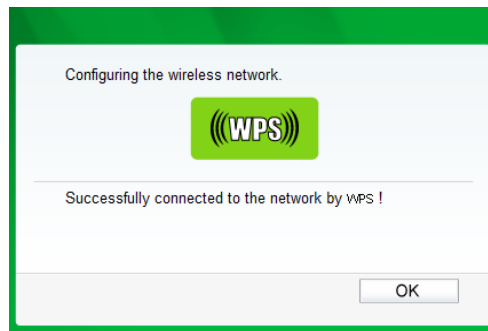 Configuring the wireless network.
(((WPS)))
Successfully connected to the network by WPS !
OK